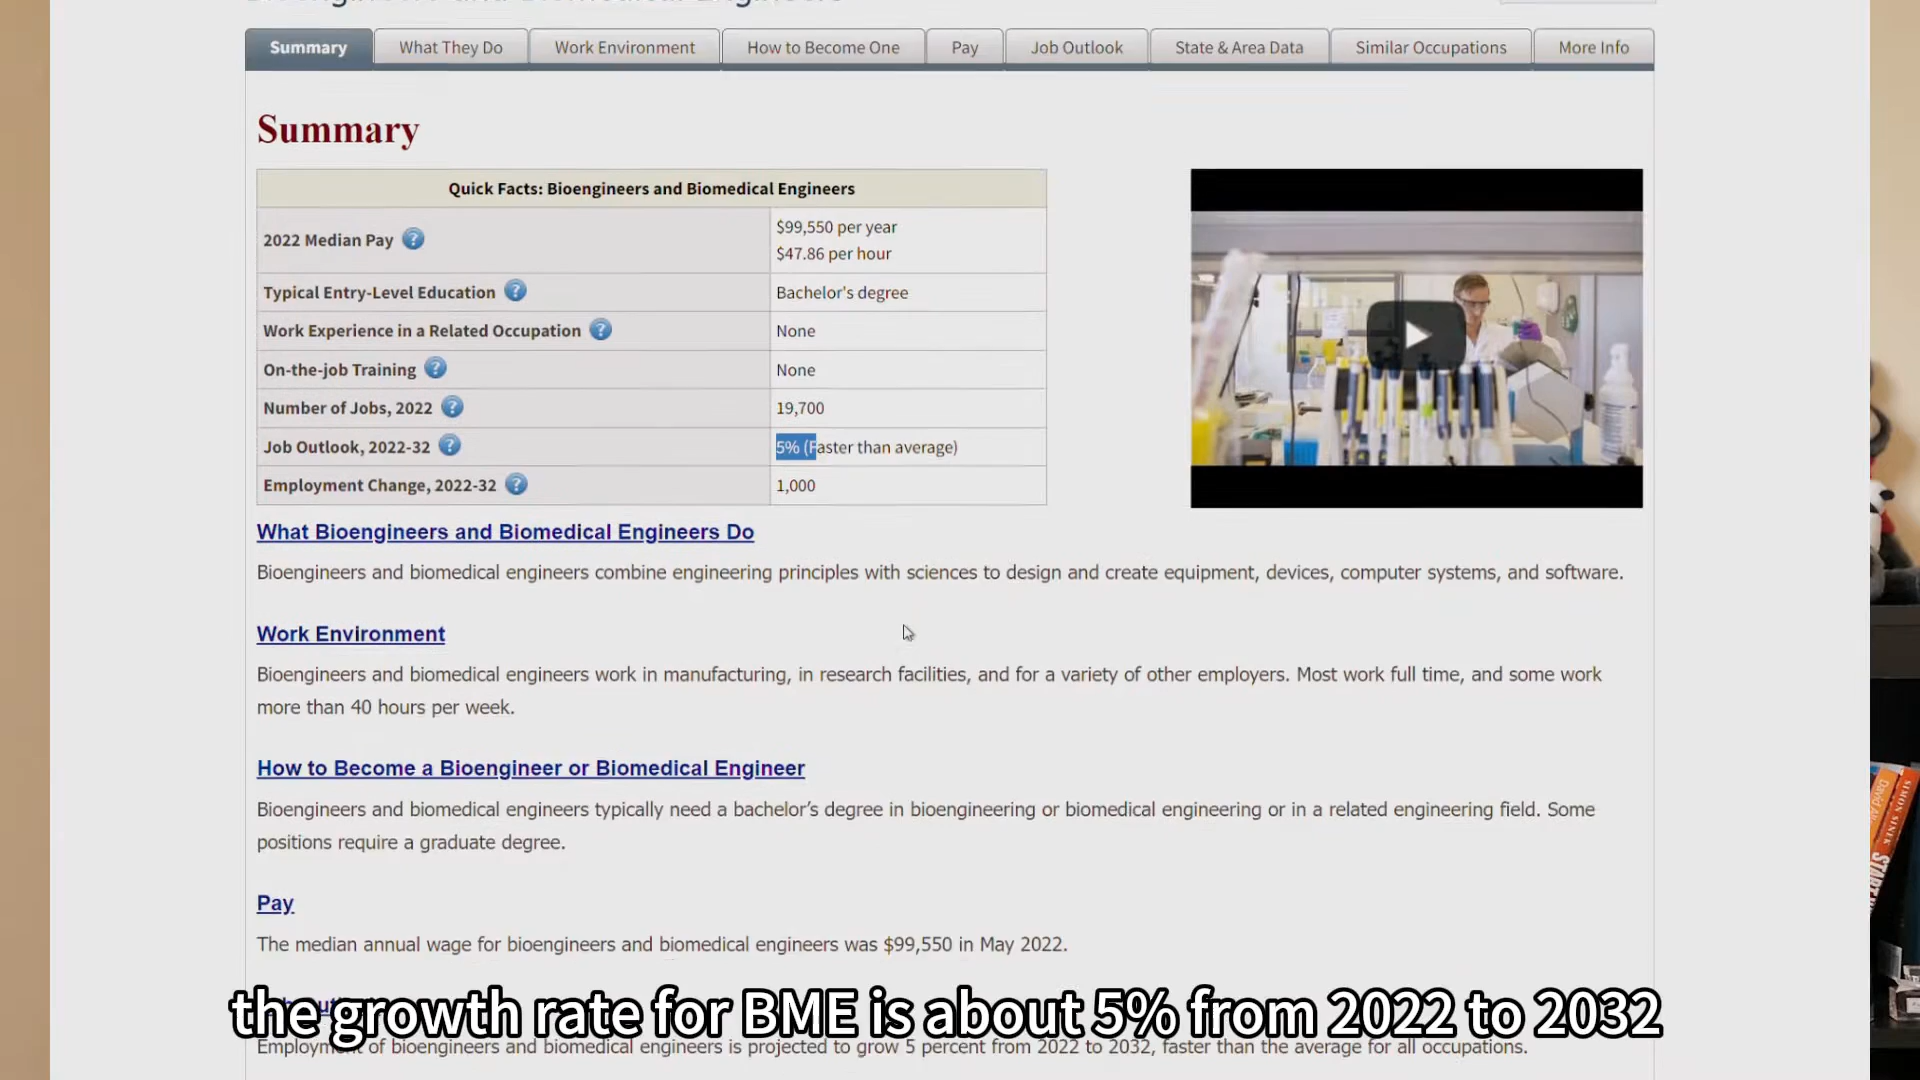 Summary
What They Do
Work Environment
How to Become One
Pay
Job Outlook
State & Area Data
Similar Occupations
More Info
Summary
Quick Facts: Bioengineers and Biomedical Engineers
2022 Median Pay
$99,550 per year
$47.86 per hour
Typical Entry-Level Education
Bachelor's degree
Work Experience in a Related Occupation
None
On-the-job Training
None
Number of Jobs, 2022
19,700
Job Outlook, 2022-32
5% (Faster than average)
Employment Change, 2022-32
1,000
What Bioengineers and Biomedical Engineers Do
Bioengineers and biomedical engineers combine engineering principles with sciences to design and create equipment, devices, computer systems, and software.
Work Environment
Bioengineers and biomedical engineers work in manufacturing, in research facilities, and for a variety of other employers. Most work full time, and some work
more than 40 hours per week.
How to Become a Bioengineer or Biomedical Engineer
Bioengineers and biomedical engineers typically need a bachelor’s degree in bioengineering or biomedical engineering or in a related engineering field. Some
positions require a graduate degree.
Pay
The median annual wage for bioengineers and biomedical engineers was $99,550 in May 2022.
the growth rate for BME is about 5% from 2022 to 2032
Employment of bioengineers and biomedical engineers is projected to grow 5 percent from 2022 to 2032, faster than the average for all occupations.
SIMON SINEK
START
David